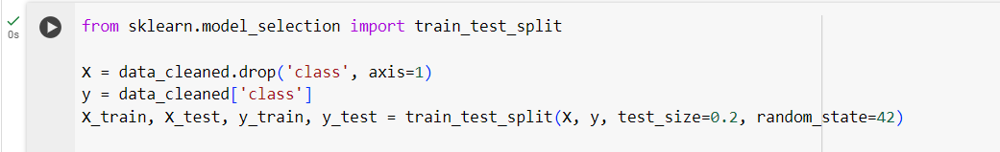 0s
from sklearn.model_selection import train_test_split
X = data_cleaned.drop('class', axis=1)
y = data_cleaned['class']
X_train, X_test, y_train, y_test = train_test_split(X, y, test_size=0.2, random_state=42)